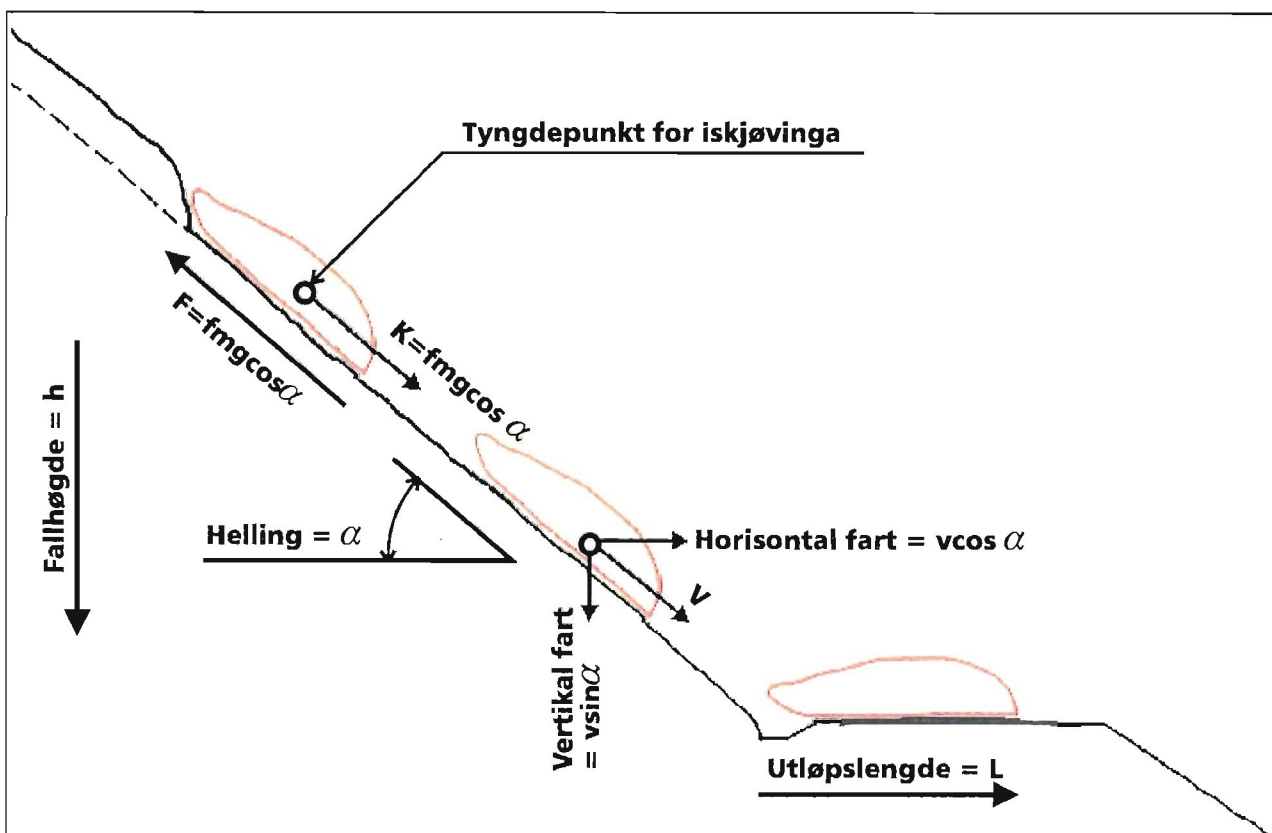 Tyngdepunkt for iskjøvinga
F=fmgcosα
K=fmgcos α
Fallhøgde = h
Helling = α
Horisontal fart = vcos α
V
Vertikal fart
= vsinα
Utløpslengde = L